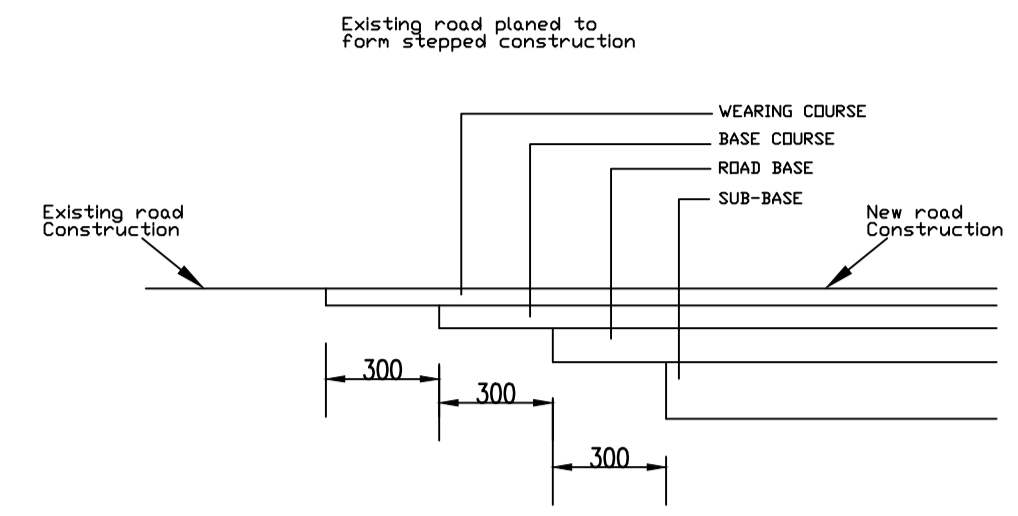 Existing road planed to
form stepped construction
WEARING COURSE
BASE COURSE
ROAD BASE
SUB-BASE
Existing road
Construction
New road
Construction
300
300
300